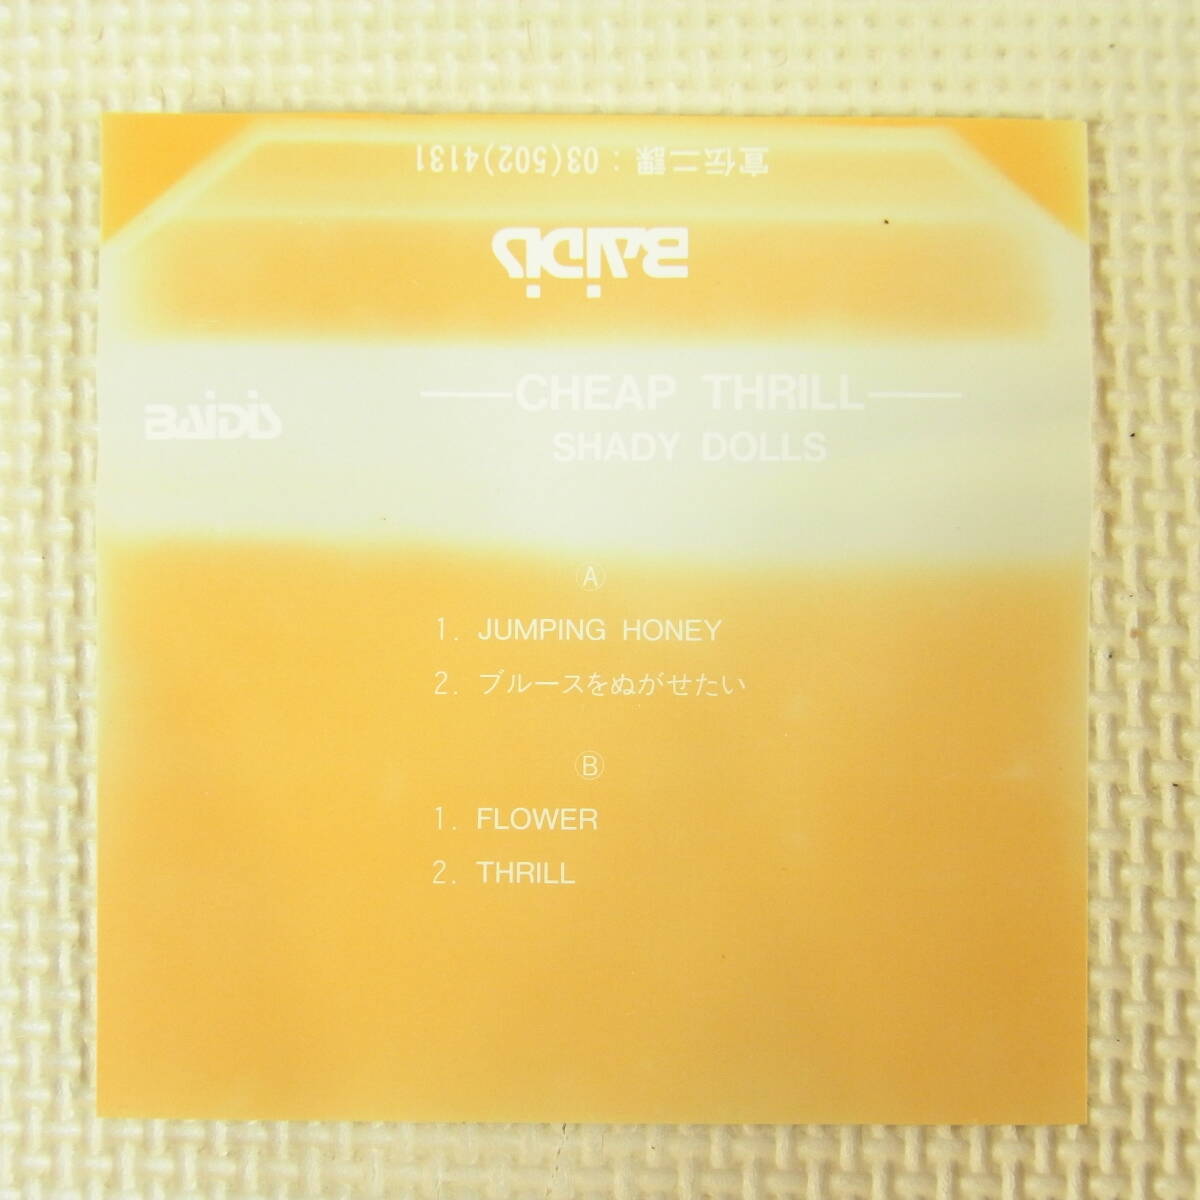 宣伝二課：03(502)4131
BAIDIS
BAIDIS
CHEAP THRILL
SHADY DOLLS
Ⓐ
1. JUMPING HONEY
2. ブルースをぬがせたい
Ⓑ
1. FLOWER
2. THRILL